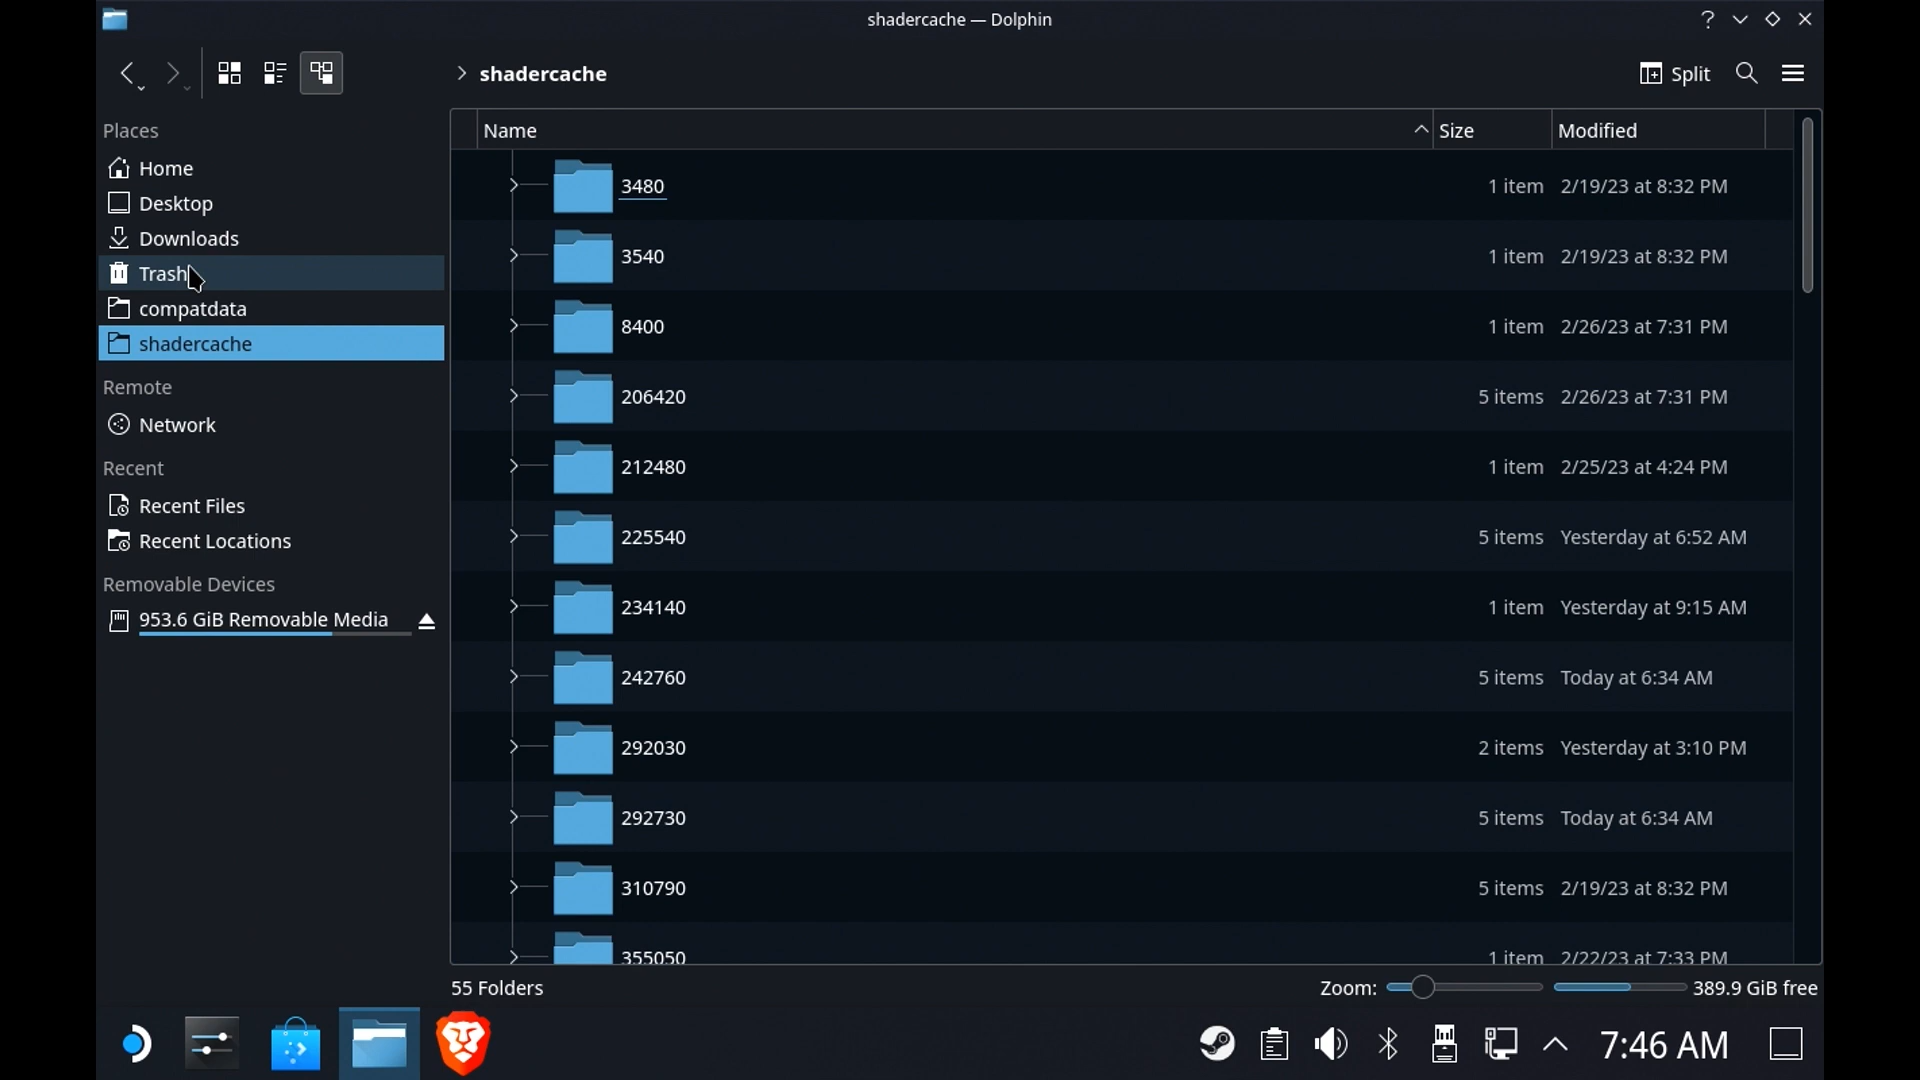 shadercache — Dolphin
shadercache
Split
Places
Home
Desktop
Downloads
Trash
compatdata
shadercache
Remote
Network
Recent
Recent Files
Recent Locations
Removable Devices
953.6 GiB Removable Media
Name Size Modified
3480 1 item 2/19/23 at 8:32 PM
3540 1 item 2/19/23 at 8:32 PM
8400 1 item 2/26/23 at 7:31 PM
206420 5 items 2/26/23 at 7:31 PM
212480 1 item 2/25/23 at 4:24 PM
225540 5 items Yesterday at 6:52 AM
234140 1 item Yesterday at 9:15 AM
242760 5 items Today at 6:34 AM
292030 2 items Yesterday at 3:10 PM
292730 5 items Today at 6:34 AM
310790 5 items 2/19/23 at 8:32 PM
355050 1 item 2/22/23 at 7:33 PM
55 Folders
Zoom: 389.9 GiB free
7:46 AM